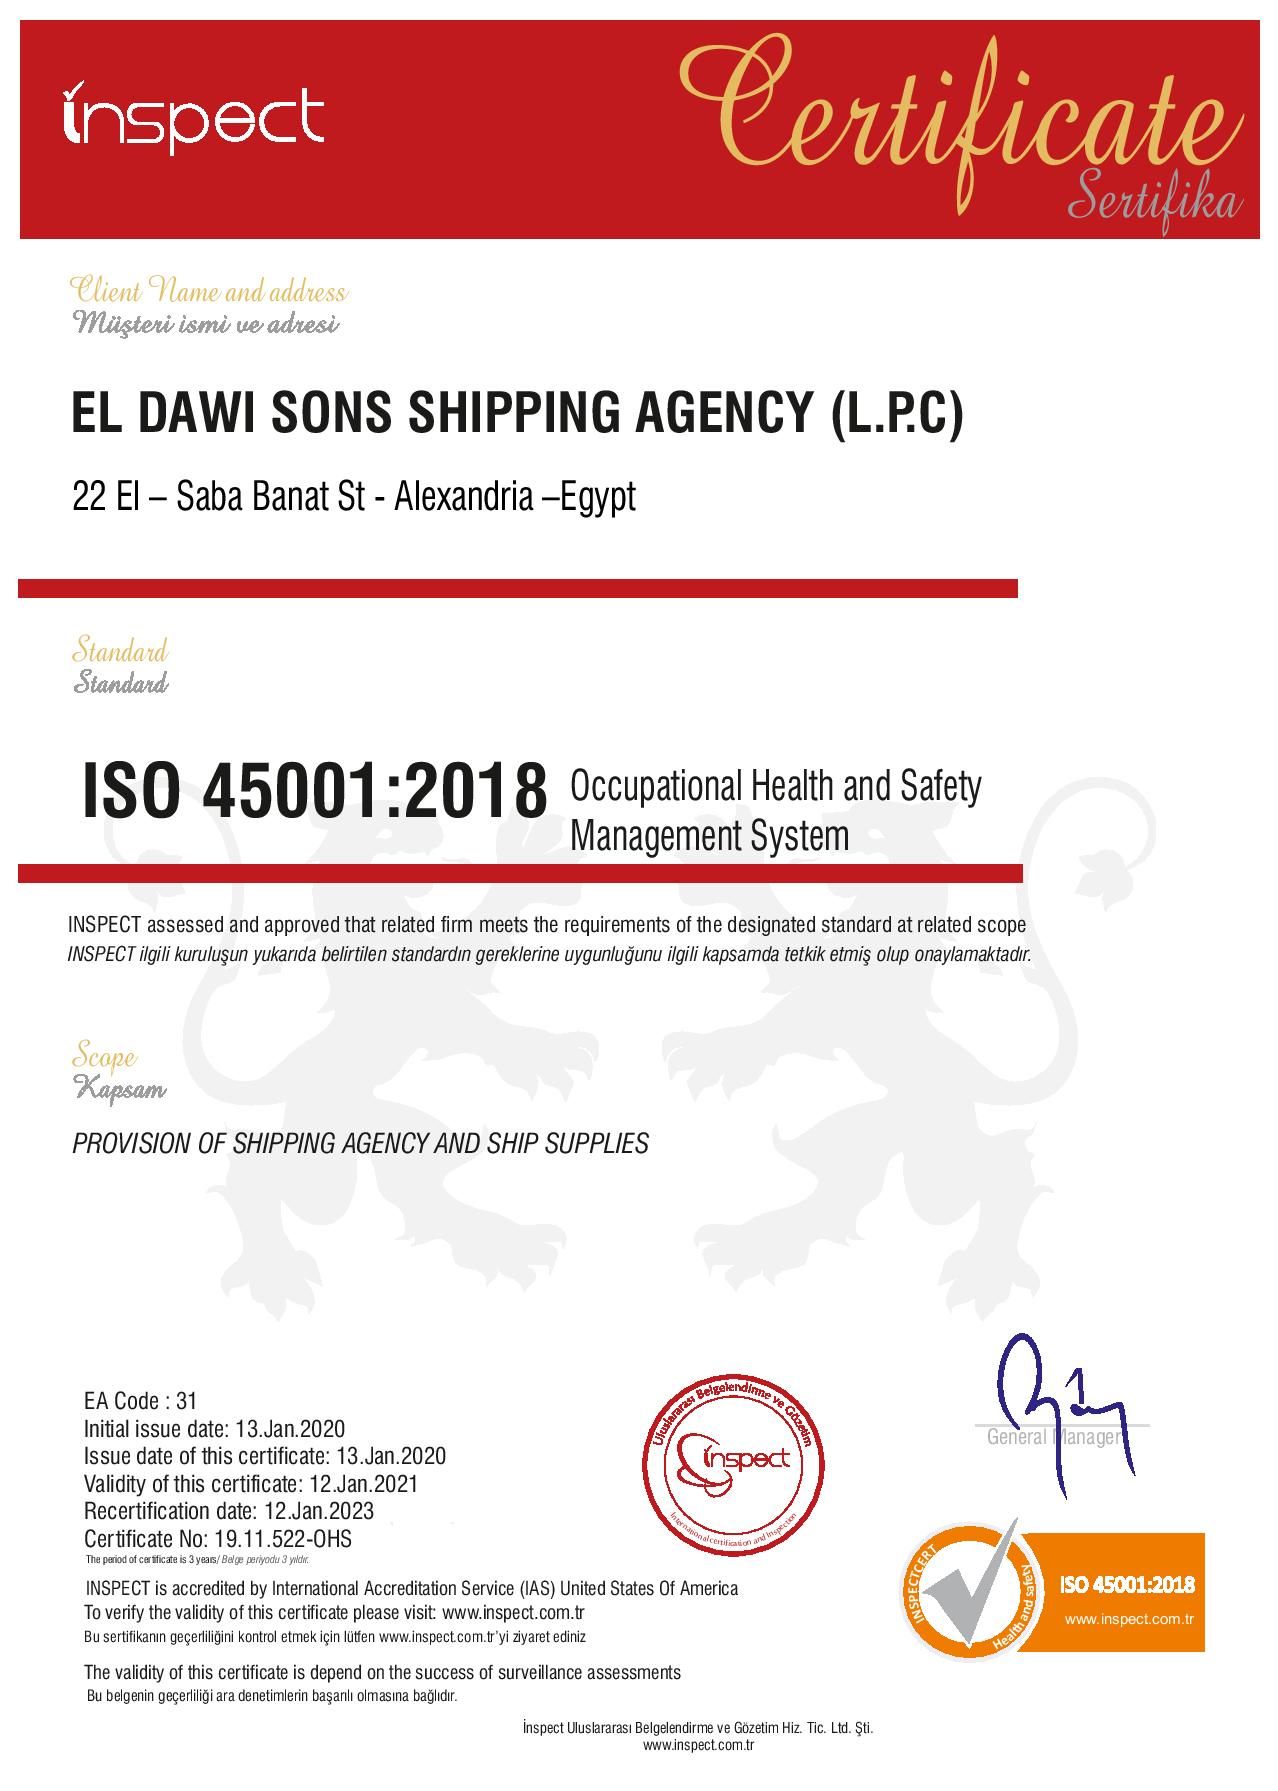 inspect
Certificate
Sertifika
Client Name and address
Müşteri ismi ve adresi
EL DAWI SONS SHIPPING AGENCY (L.P.C)
22 El – Saba Banat St - Alexandria –Egypt
Standard
Standard
ISO 45001:2018
Occupational Health and Safety
Management System
INSPECT assessed and approved that related firm meets the requirements of the designated standard at related scope
INSPECT ilgili kuruluşun yukarıda belirtilen standardın gereklerine uygunluğunu ilgili kapsamda tetkik etmiş olup onaylamaktadır.
Scope
Kapsam
PROVISION OF SHIPPING AGENCY AND SHIP SUPPLIES
EA Code : 31
Initial issue date: 13.Jan.2020
Issue date of this certificate: 13.Jan.2020
Validity of this certificate: 12.Jan.2021
Recertification date: 12.Jan.2023
Certificate No: 19.11.522-OHS
The period of certificate is 3 years/ Belge periyodu 3 yıldır.
Uluslararası Belgelendirme ve Gözetim
inspect
International certification and Inspection
General Manager
INSPECT is accredited by International Accreditation Service (IAS) United States Of America
To verify the validity of this certificate please visit: www.inspect.com.tr
Bu sertifikanın geçerliliğini kontrol etmek için lütfen www.inspect.com.tr'yi ziyaret ediniz
INSPECTCERT
Health and safety
ISO 45001:2018
www.inspect.com.tr
The validity of this certificate is depend on the success of surveillance assessments
Bu belgenin geçerliliği ara denetimlerin başarılı olmasına bağlıdır.
İnspect Uluslararası Belgelendirme ve Gözetim Hiz. Tic. Ltd. Şti.
www.inspect.com.tr